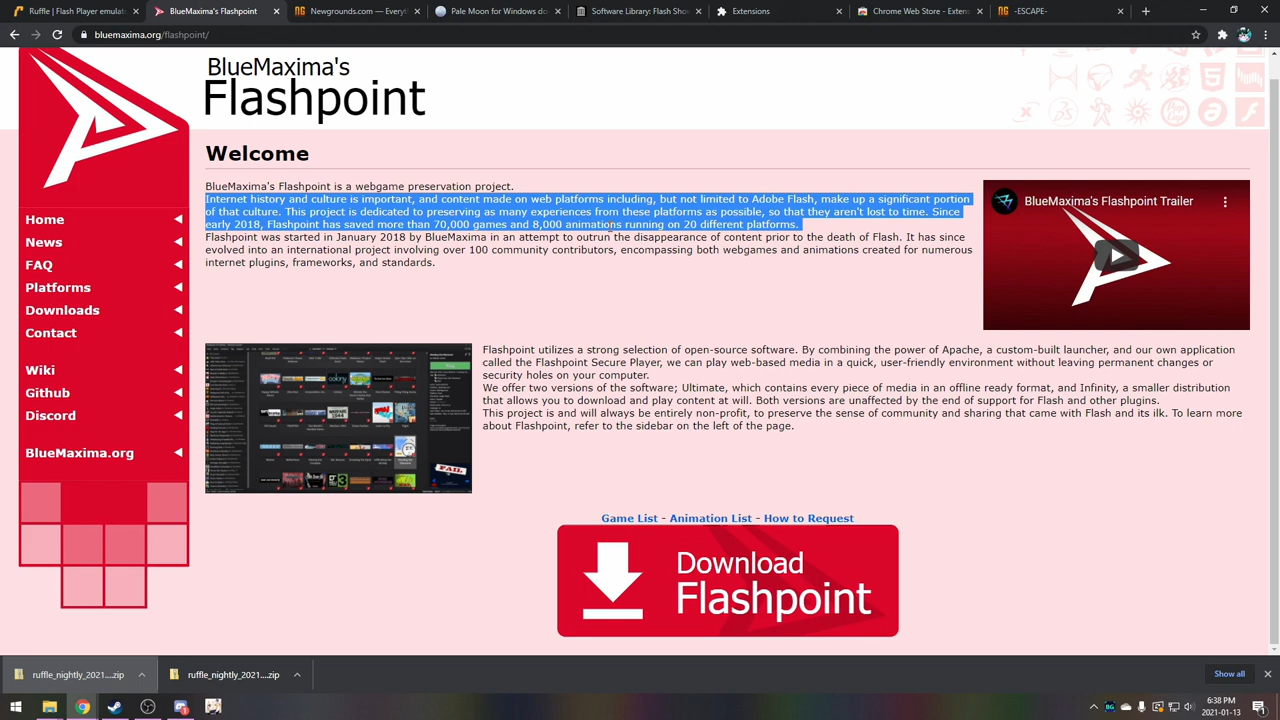 Ruffle | Flash Player emulat
BlueMaxima's Flashpoint
Newgrounds.com — Everyt
Pale Moon for Windows do
Software Library: Flash Sho
Extensions
Chrome Web Store - Exten
-ESCAPE-
bluemaxima.org/flashpoint/
BlueMaxima's
Flashpoint
Home
News
FAQ
Platforms
Downloads
Contact
Wiki
Github
Discord
BlueMaxima.org
Welcome
BlueMaxima's Flashpoint is a webgame preservation project.
Internet history and culture is important, and content made on web platforms including, but not limited to Adobe Flash, make up a significant portion
of that culture. This project is dedicated to preserving as many experiences from these platforms as possible, so that they aren't lost to time. Since
early 2018, Flashpoint has saved more than 70,000 games and 8,000 animations running on 20 different platforms.
Flashpoint was started in January 2018 by BlueMaxima in an attempt to outrun the disappearance of content prior to the death of Flash. It has since
evolved into an international project involving over 100 community contributors, encompassing both webgames and animations created for numerous
internet plugins, frameworks, and standards.
BlueMaxima's Flashpoint Trailer
Flashpoint utilizes a strong selection of open-source software. By combining the power of Apache, a custom-built launcher, and our own application
called the Flashpoint Secure Player, we can play web-based media in a quick, user-friendly environment without leaving permanent changes or
security holes on your computer.
We offer two versions of the software; Ultimate, which contains every piece of media in an offline ready format, and Infinity, a smaller distribution
that allows you to download and play content at will. Both versions are unaffected by the end of support for Flash and other plugins.
This project is and will always be strictly non-profit, to preserve the sense of community and sharing that came with Flash and its ilk. To learn more
about Flashpoint, refer to the sidebar on the left of the page.
FAIL
Game List - Animation List - How to Request
Download
Flashpoint
ruffle_nightly_2021....zip
ruffle_nightly_2021....zip
Show all
6:38 PM
2021-01-13